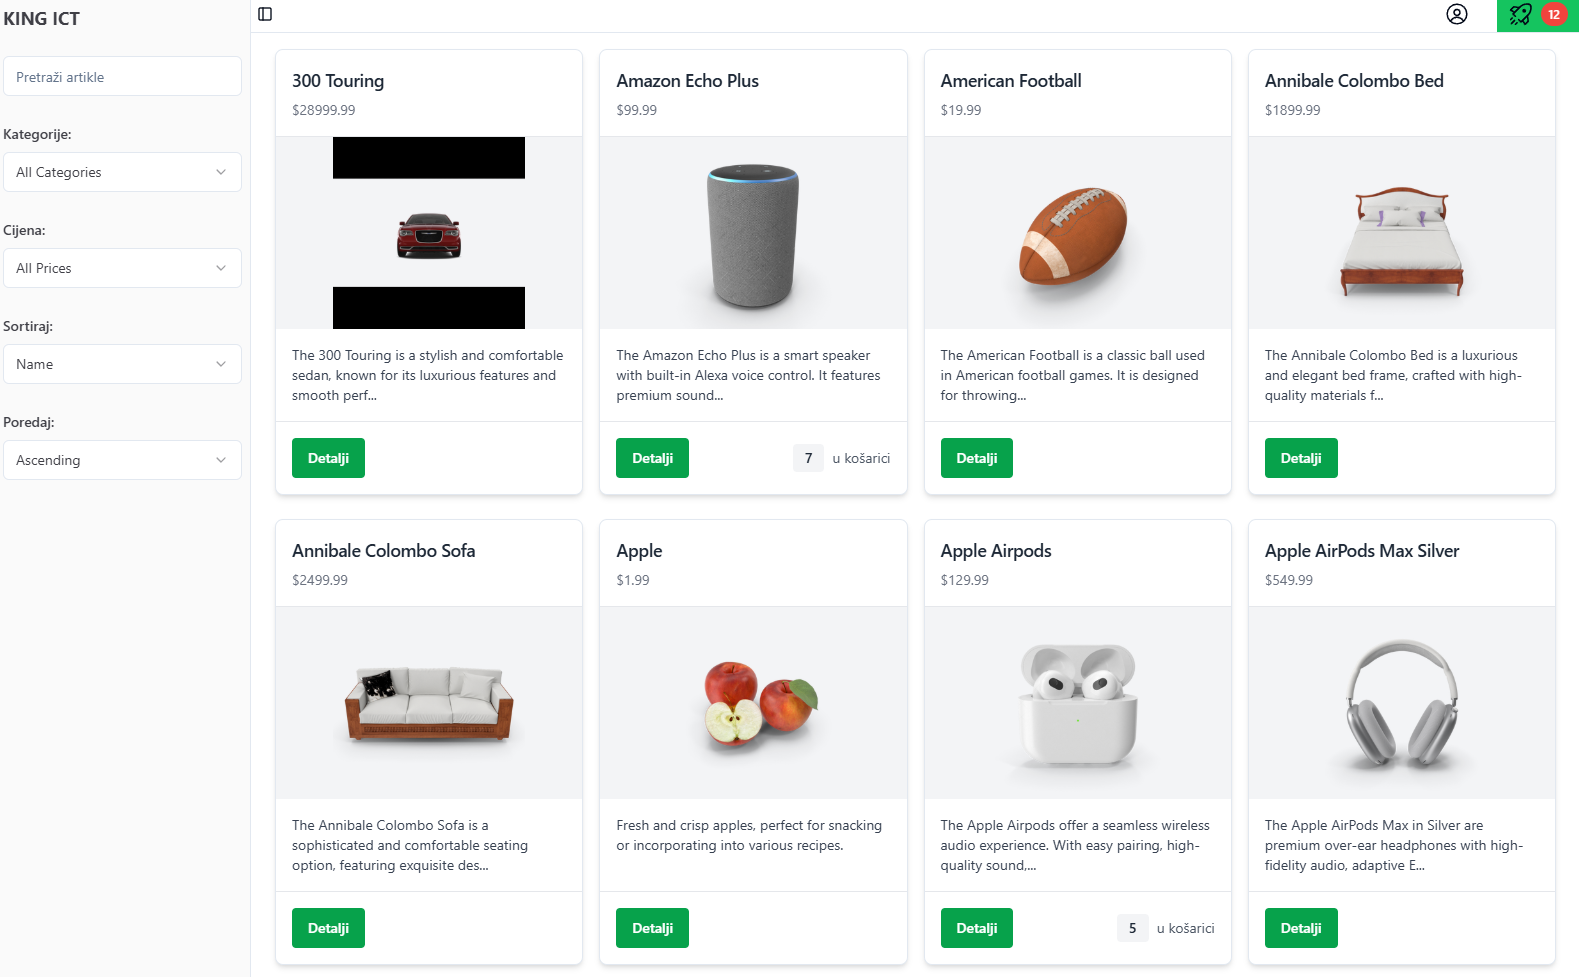 KING ICT
12
Pretraži artikle
Kategorije:
All Categories
Cijena:
All Prices
Sortiraj:
Name
Poredaj:
Ascending
300 Touring
$28999.99
The 300 Touring is a stylish and comfortable
sedan, known for its luxurious features and
smooth perf...
Detalji
Amazon Echo Plus
$99.99
The Amazon Echo Plus is a smart speaker
with built-in Alexa voice control. It features
premium sound...
Detalji
7 u košarici
American Football
$19.99
The American Football is a classic ball used
in American football games. It is designed
for throwing...
Detalji
Annibale Colombo Bed
$1899.99
The Annibale Colombo Bed is a luxurious
and elegant bed frame, crafted with high-
quality materials f...
Detalji
Annibale Colombo Sofa
$2499.99
The Annibale Colombo Sofa is a
sophisticated and comfortable seating
option, featuring exquisite des...
Detalji
Apple
$1.99
Fresh and crisp apples, perfect for snacking
or incorporating into various recipes.
Detalji
Apple Airpods
$129.99
The Apple Airpods offer a seamless wireless
audio experience. With easy pairing, high-
quality sound,...
Detalji
5 u košarici
Apple AirPods Max Silver
$549.99
The Apple AirPods Max in Silver are
premium over-ear headphones with high-
fidelity audio, adaptive E...
Detalji